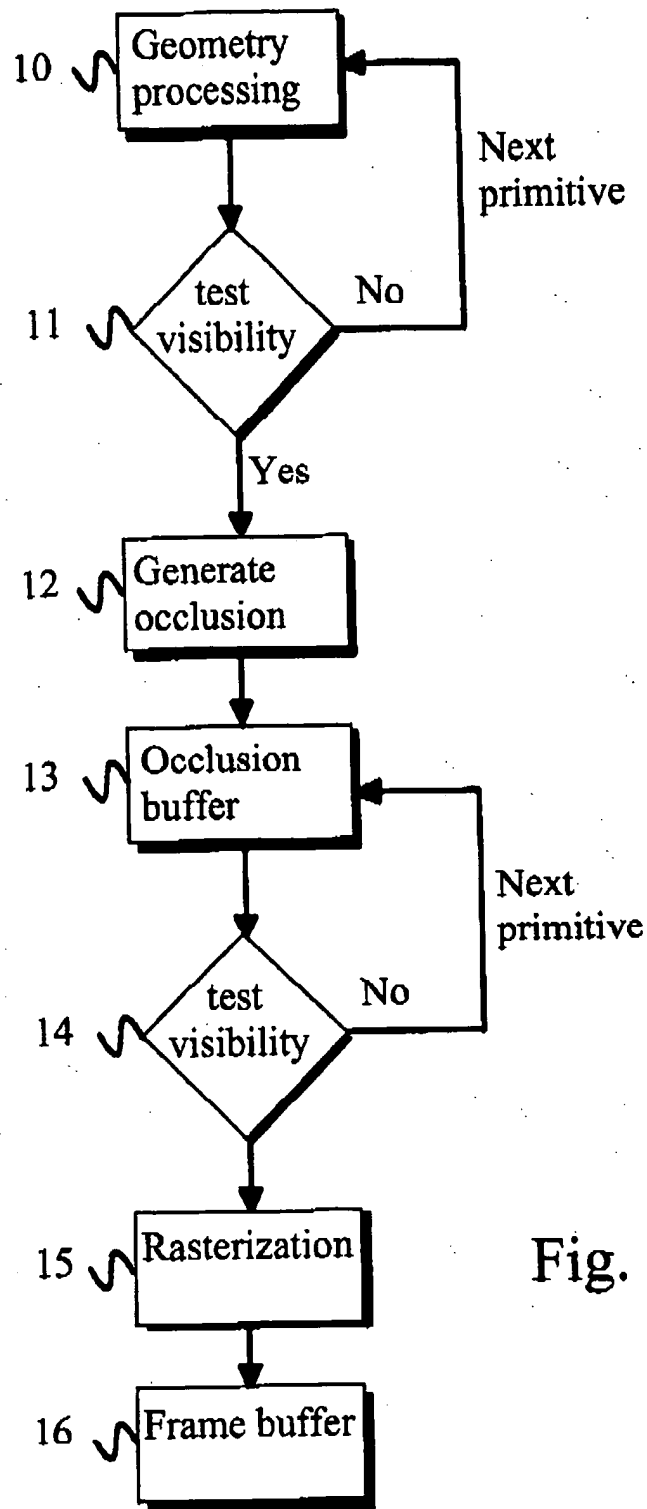 10
Geometry
processing
Next
primitive
11
test
visibility
No
Yes
12
Generate
occlusion
13
Occlusion
buffer
Next
primitive
14
test
visibility
No
15
Rasterization
Fig.
16
Frame buffer